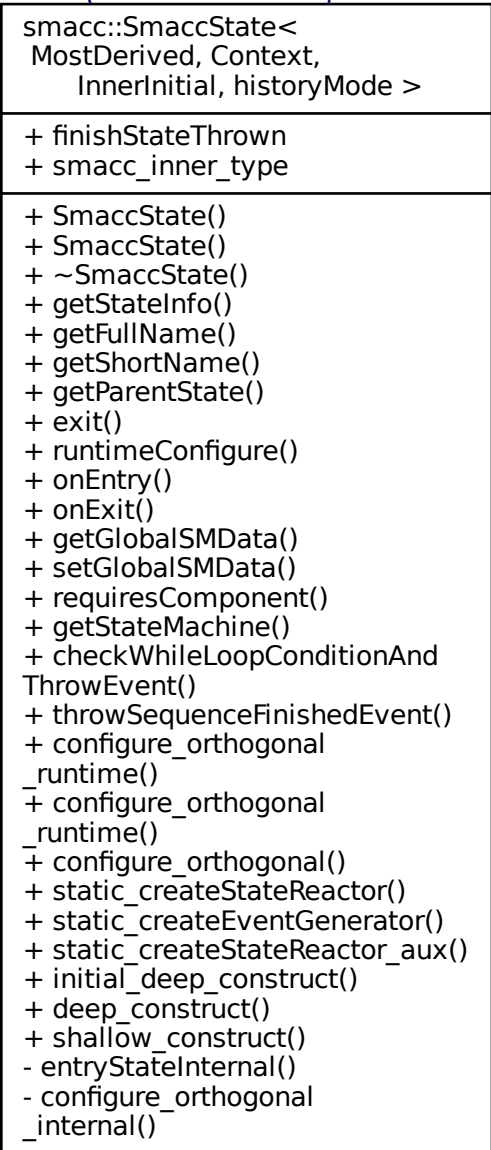 smacc::SmaccState<
MostDerived, Context,
InnerInitial, historyMode >
+ finishStateThrown
+ smacc_inner_type
+ SmaccState()
+ SmaccState()
+ ~SmaccState()
+ getStateInfo()
+ getFullName()
+ getShortName()
+ getParentState()
+ exit()
+ runtimeConfigure()
+ onEntry()
+ onExit()
+ getGlobalSMData()
+ setGlobalSMData()
+ requiresComponent()
+ getStateMachine()
+ checkWhileLoopConditionAnd
ThrowEvent()
+ throwSequenceFinishedEvent()
+ configure_orthogonal
_runtime()
+ configure_orthogonal
_runtime()
+ configure_orthogonal()
+ static_createStateReactor()
+ static_createEventGenerator()
+ static_createStateReactor_aux()
+ initial_deep_construct()
+ deep_construct()
+ shallow_construct()
- entryStateInternal()
- configure_orthogonal
_internal()